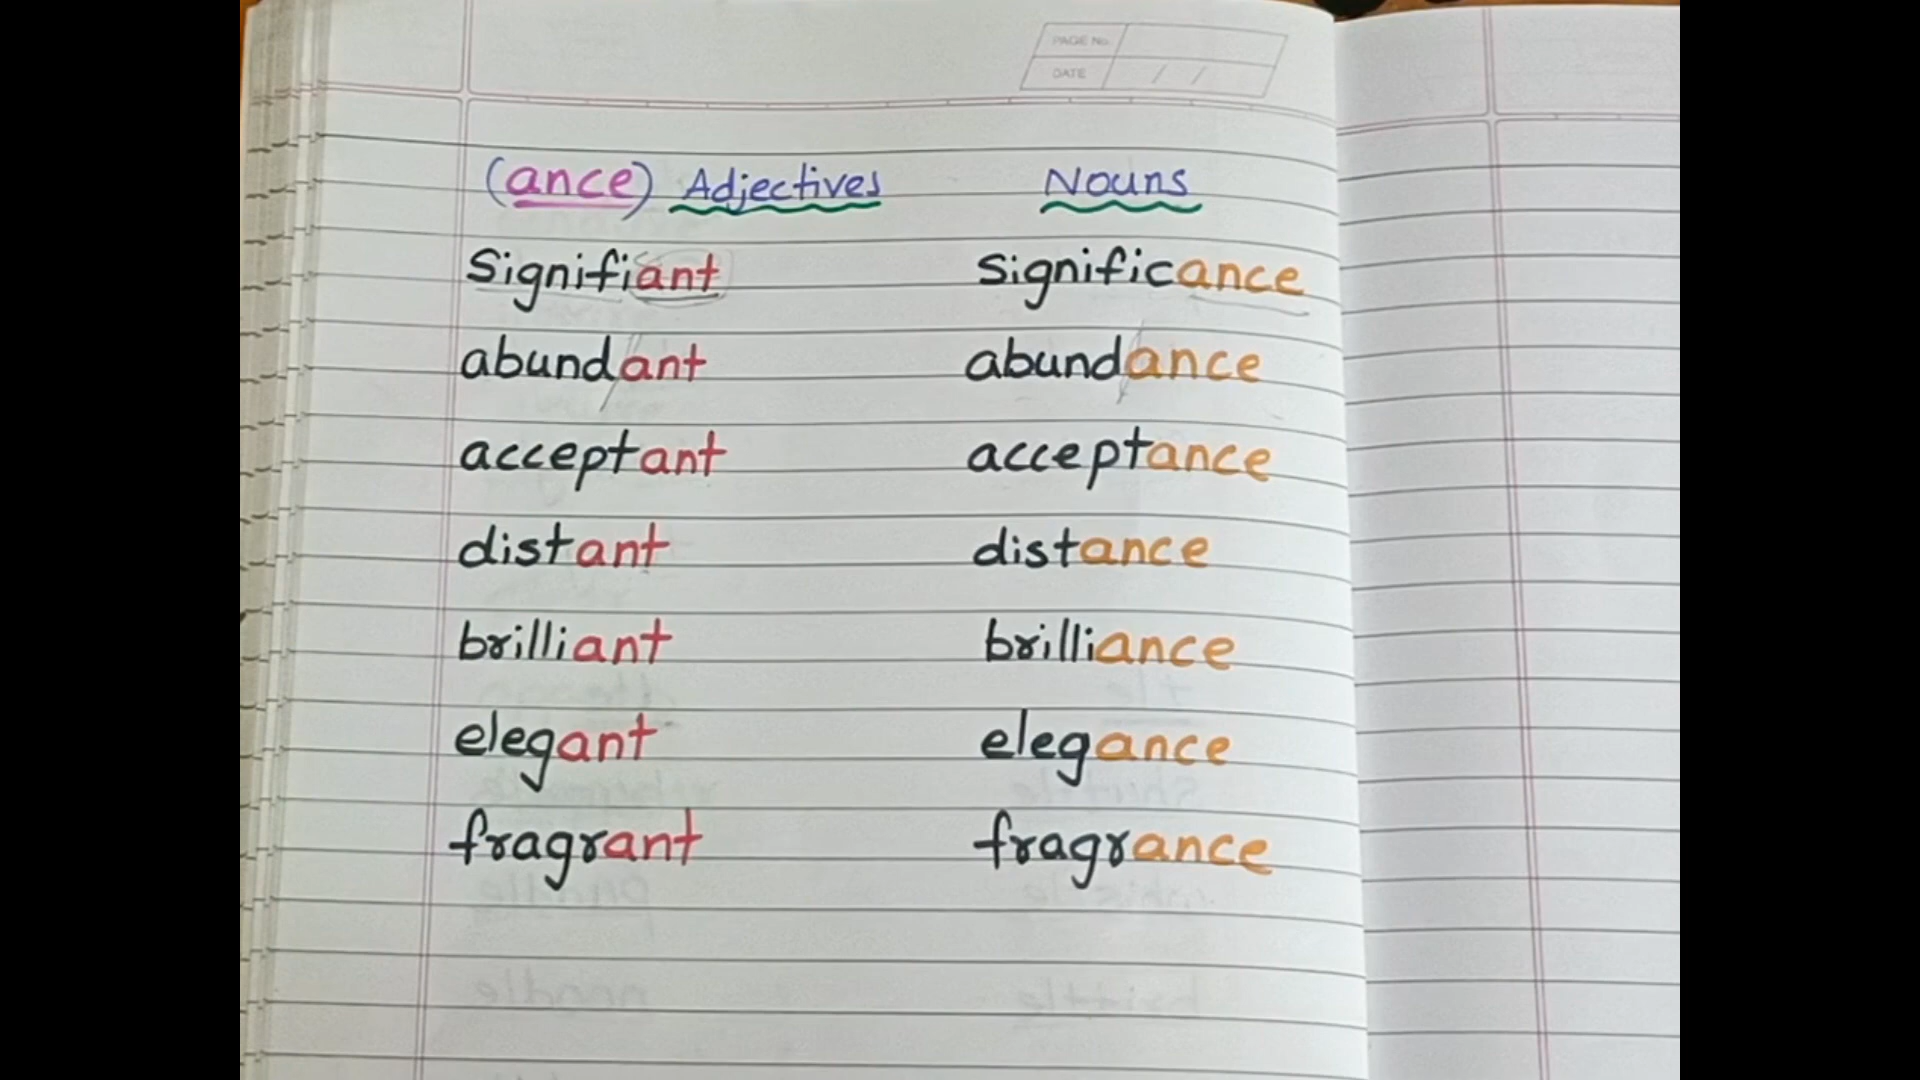 PAGE No.
DATE / /
(ance) Adjectives Nouns
Signifiant significance
abundant abundance
acceptant acceptance
distant distance
brilliant brilliance
elegant elegance
fragrant fragrance